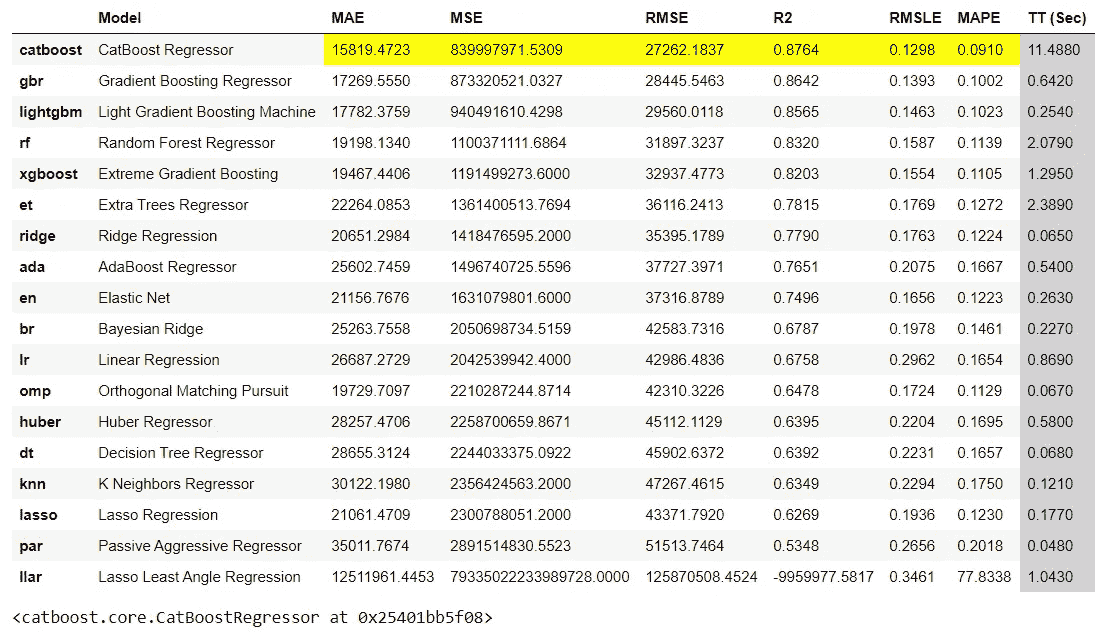 Model MAE MSE RMSE R2 RMSLE MAPE TT (Sec)
catboost CatBoost Regressor 15819.4723 839997971.5309 27262.1837 0.8764 0.1298 0.0910 11.4880
gbr Gradient Boosting Regressor 17269.5550 873320521.0327 28445.5463 0.8642 0.1393 0.1002 0.6420
lightgbm Light Gradient Boosting Machine 17782.3759 940491610.4298 29560.0118 0.8565 0.1463 0.1023 0.2540
rf Random Forest Regressor 19198.1340 1100371111.6864 31897.3237 0.8320 0.1587 0.1139 2.0790
xgboost Extreme Gradient Boosting 19467.4406 1191499273.6000 32937.4773 0.8203 0.1554 0.1105 1.2950
et Extra Trees Regressor 22264.0853 1361400513.7694 36116.2413 0.7815 0.1769 0.1272 2.3890
ridge Ridge Regression 20651.2984 1418476595.2000 35395.1789 0.7790 0.1763 0.1224 0.0650
ada AdaBoost Regressor 25602.7459 1496740725.5596 37727.3971 0.7651 0.2075 0.1667 0.5400
en Elastic Net 21156.7676 1631079801.6000 37316.8789 0.7496 0.1656 0.1223 0.2630
br Bayesian Ridge 25263.7558 2050698734.5159 42583.7316 0.6787 0.1978 0.1461 0.2270
lr Linear Regression 26687.2729 2042539942.4000 42986.4836 0.6758 0.2962 0.1654 0.8690
omp Orthogonal Matching Pursuit 19729.7097 2210287244.8714 42310.3226 0.6478 0.1724 0.1129 0.0670
huber Huber Regressor 28257.4706 2258700659.8671 45112.1129 0.6395 0.2204 0.1695 0.5800
dt Decision Tree Regressor 28655.3124 2244033375.0922 45902.6372 0.6392 0.2231 0.1657 0.0680
knn K Neighbors Regressor 30122.1980 2356424563.2000 47267.4615 0.6349 0.2294 0.1750 0.1210
lasso Lasso Regression 21061.4709 2300788051.2000 43371.7920 0.6269 0.1936 0.1230 0.1770
par Passive Aggressive Regressor 35011.7674 2891514830.5523 51513.7464 0.5348 0.2656 0.2018 0.0480
llar Lasso Least Angle Regression 12511961.4453 79335022233989728.0000 125870508.4524 -9959977.5817 0.3461 77.8338 1.0430
<catboost.core.CatBoostRegressor at 0x25401bb5f08>